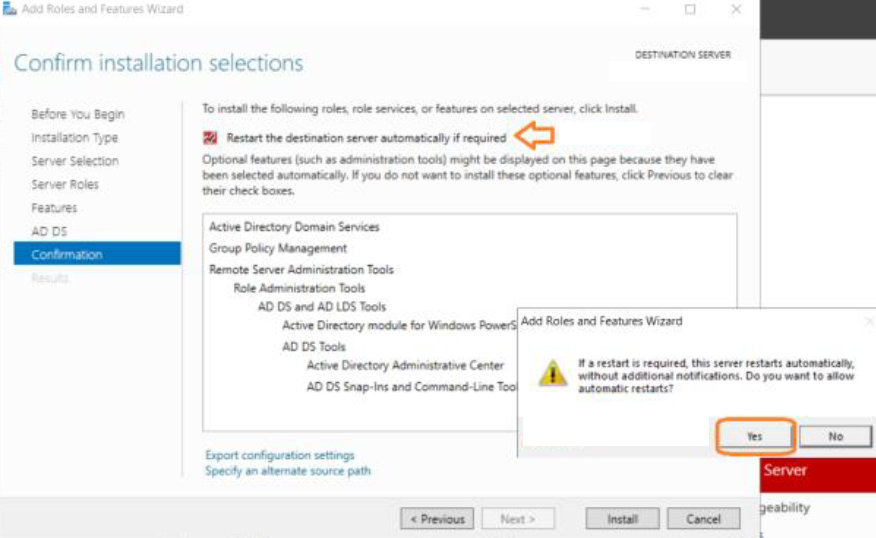 Add Roles and Features Wizard
Confirm installation selections
DESTINATION SERVER
Before You Begin
Installation Type
Server Selection
Server Roles
Features
AD DS
Confirmation
Results
To install the following roles, role services, or features on selected server, click Install.
Restart the destination server automatically if required
Optional features (such as administration tools) might be displayed on this page because they have
been selected automatically. If you do not want to install these optional features, click Previous to clear
their check boxes.
Active Directory Domain Services
Group Policy Management
Remote Server Administration Tools
Role Administration Tools
AD DS and AD LDS Tools
Active Directory module for Windows PowerS
AD DS Tools
Active Directory Administrative Center
AD DS Snap-Ins and Command-Line Too
Export configuration settings
Specify an alternate source path
< Previous
Next >
Install
Cancel
Add Roles and Features Wizard
If a restart is required, this server restarts automatically,
without additional notifications. Do you want to allow
automatic restarts?
Yes
No
Server
geability